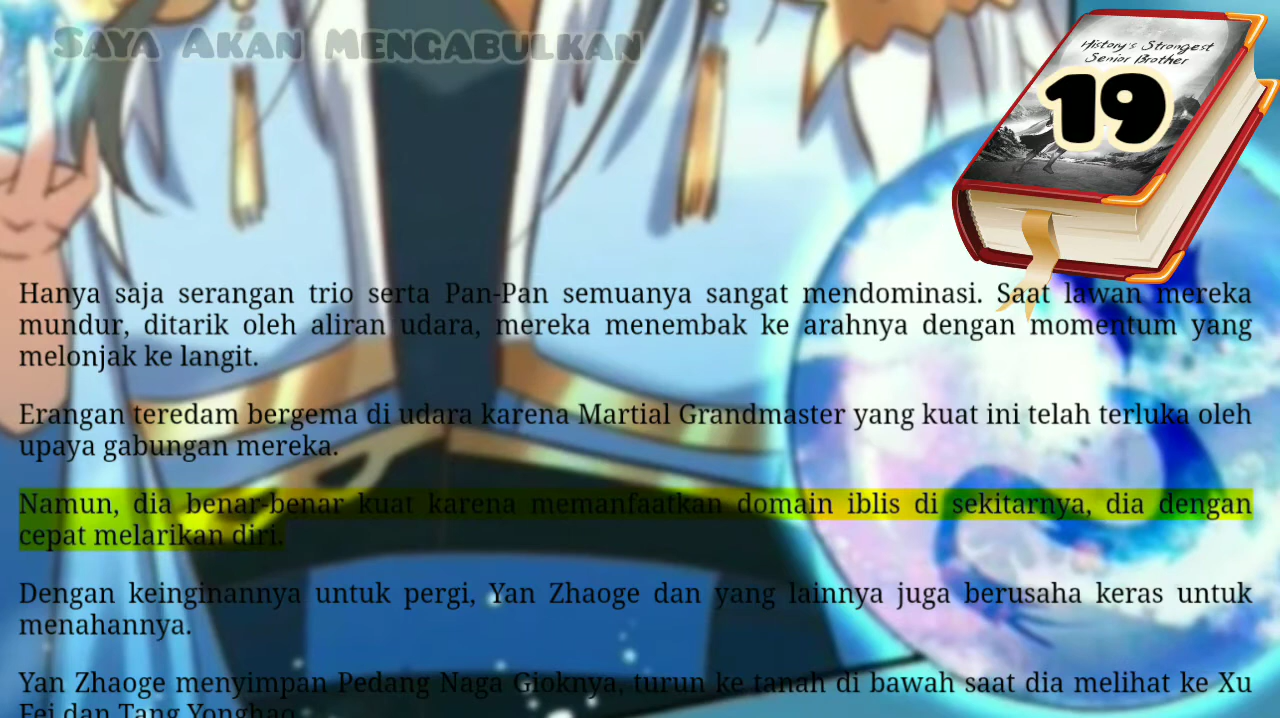 Saya Akan Mengabulkan
History's Strongest
Senior Brother
19
Hanya saja serangan trio serta Pan-Pan semuanya sangat mendominasi. Saat lawan mereka
mundur, ditarik oleh aliran udara, mereka menembak ke arahnya dengan momentum yang
melonjak ke langit.
Erangan teredam bergema di udara karena Martial Grandmaster yang kuat ini telah terluka oleh
upaya gabungan mereka.
Namun, dia benar-benar kuat karena memanfaatkan domain iblis di sekitarnya, dia dengan
cepat melarikan diri.
Dengan keinginannya untuk pergi, Yan Zhaoge dan yang lainnya juga berusaha keras untuk
menahannya.
Yan Zhaoge menyimpan Pedang Naga Gioknya, turun ke tanah di bawah saat dia melihat ke Xu
Fei dan Tang Yonghao